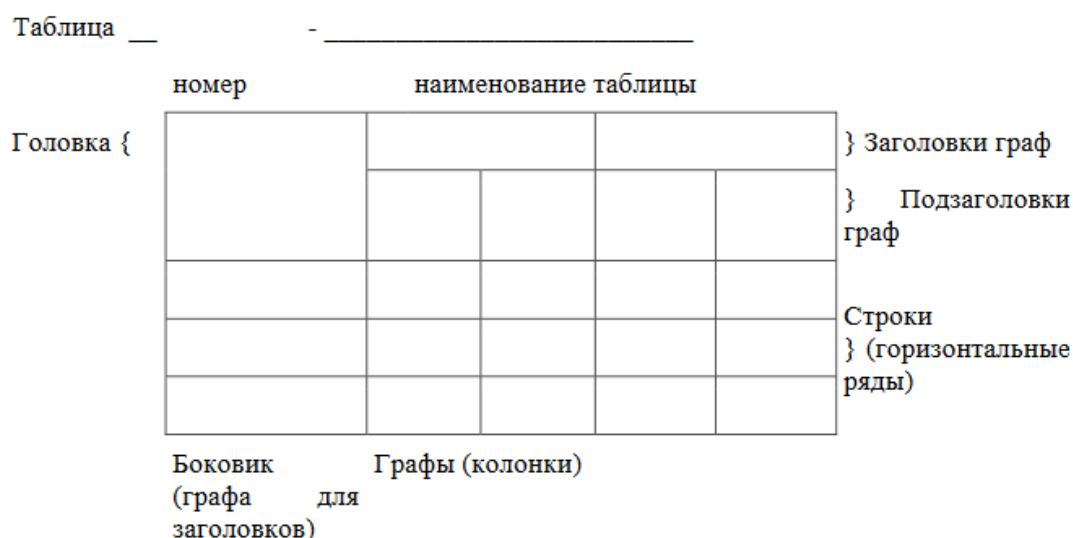 Таблица __ - __________________________
номер наименование таблицы
Головка { } Заголовки граф
} Подзаголовки
граф
Строки
} (горизонтальные
ряды)
Боковик Графы (колонки)
(графа для
заголовков)